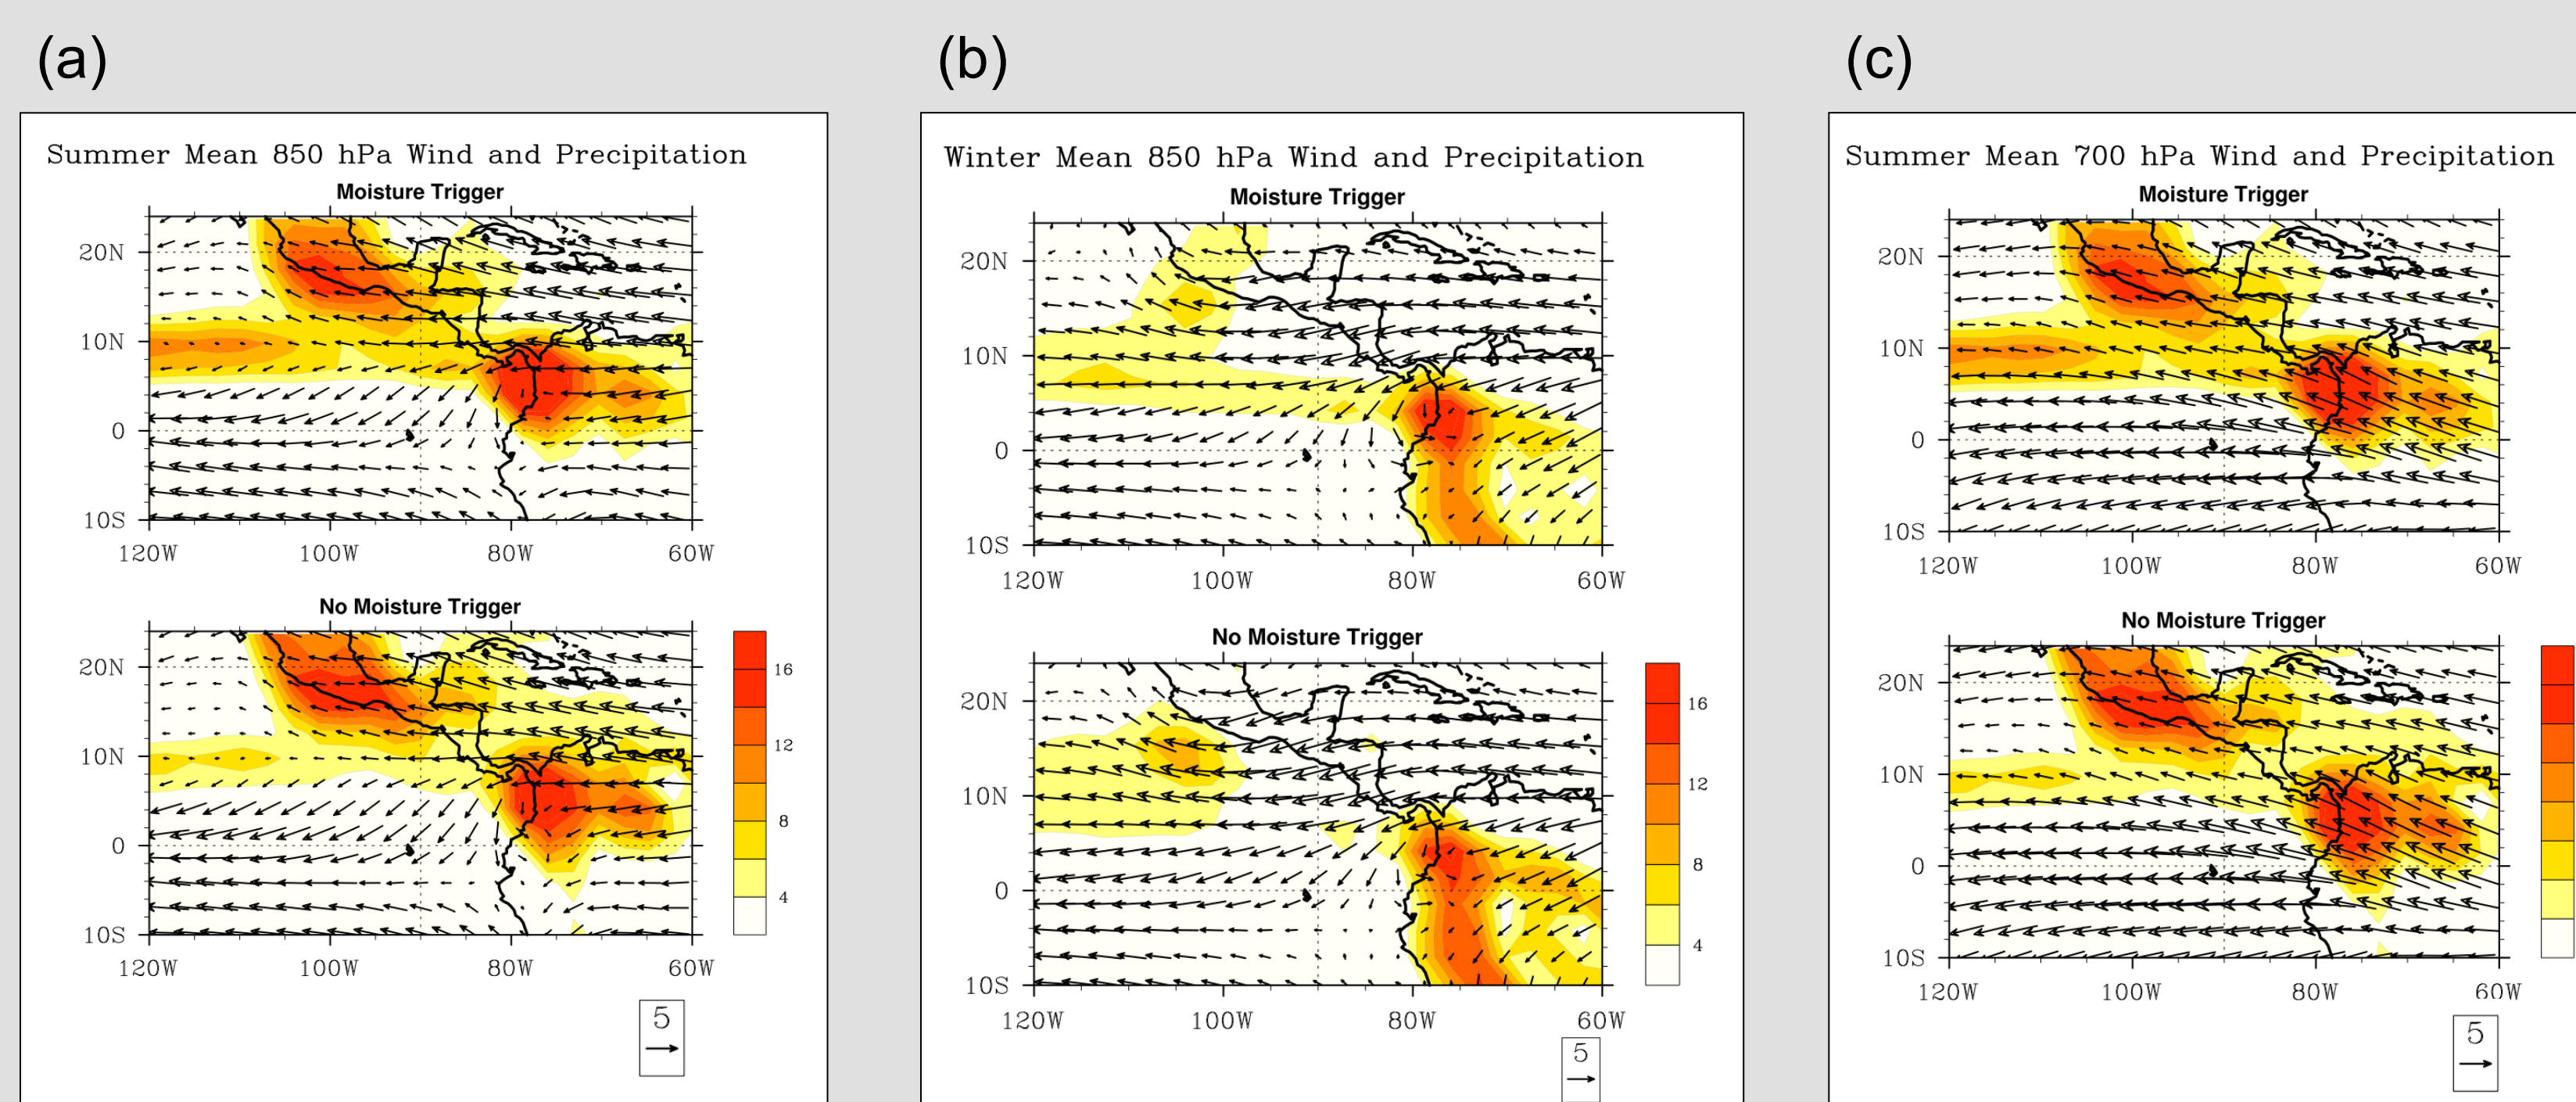 (a)
Summer Mean 850 hPa Wind and Precipitation
Moisture Trigger
20N
10N
0
10S
120W 100W 80W 60W
No Moisture Trigger
20N
10N
0
10S
120W 100W 80W 60W
16
12
8
4
5
(b)
Winter Mean 850 hPa Wind and Precipitation
Moisture Trigger
20N
10N
0
10S
120W 100W 80W 60W
No Moisture Trigger
20N
10N
0
10S
120W 100W 80W 60W
16
12
8
4
5
(c)
Summer Mean 700 hPa Wind and Precipitation
Moisture Trigger
20N
10N
0
10S
120W 100W 80W 60W
No Moisture Trigger
20N
10N
0
10S
120W 100W 80W 60W
5